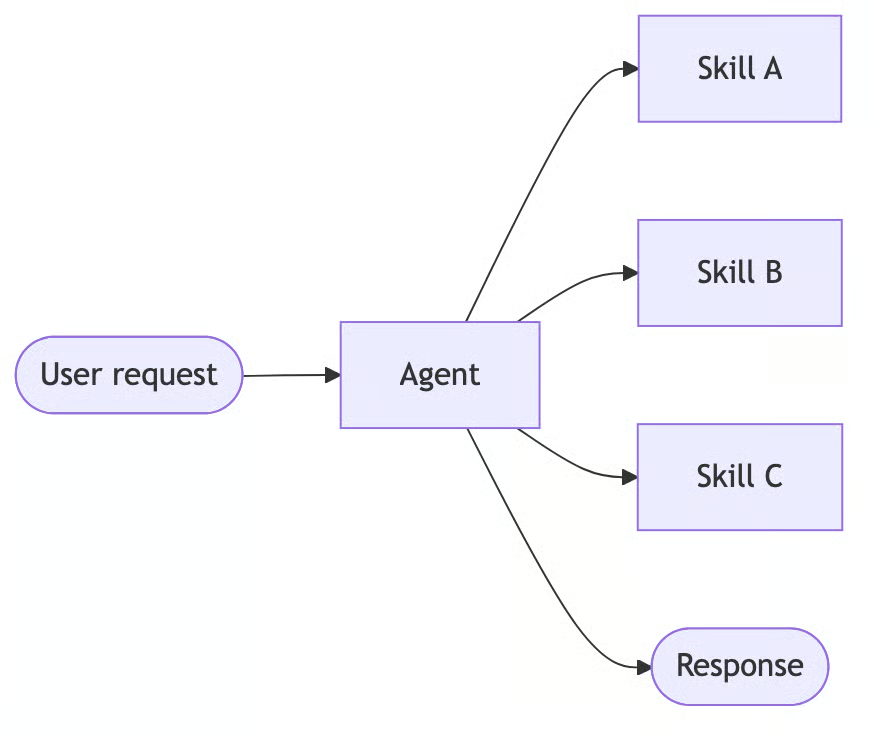 Skill A
Skill B
User request
Agent
Skill C
Response